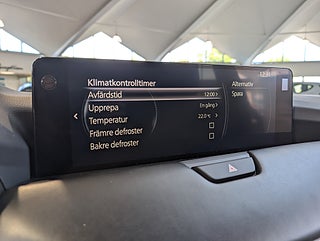 Klimatkontrolltimer
Avfärdstid 12:00
Upprepa En gång
Temperatur 22.0 °C
Främre defroster
Bakre defroster
Alternativ
Spara